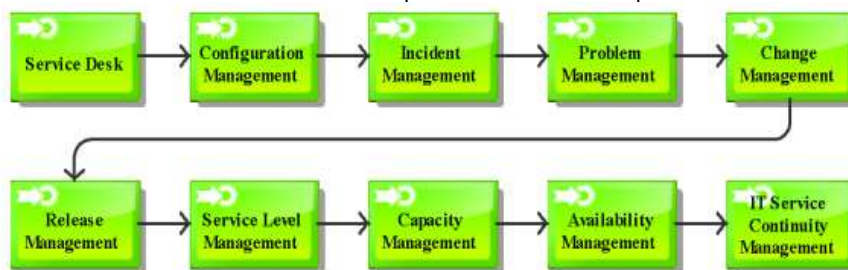 Service Desk
Configuration
Management
Incident
Management
Problem
Management
Change
Management
Release
Management
Service Level
Management
Capacity
Management
Availability
Management
IT Service
Continuity
Management